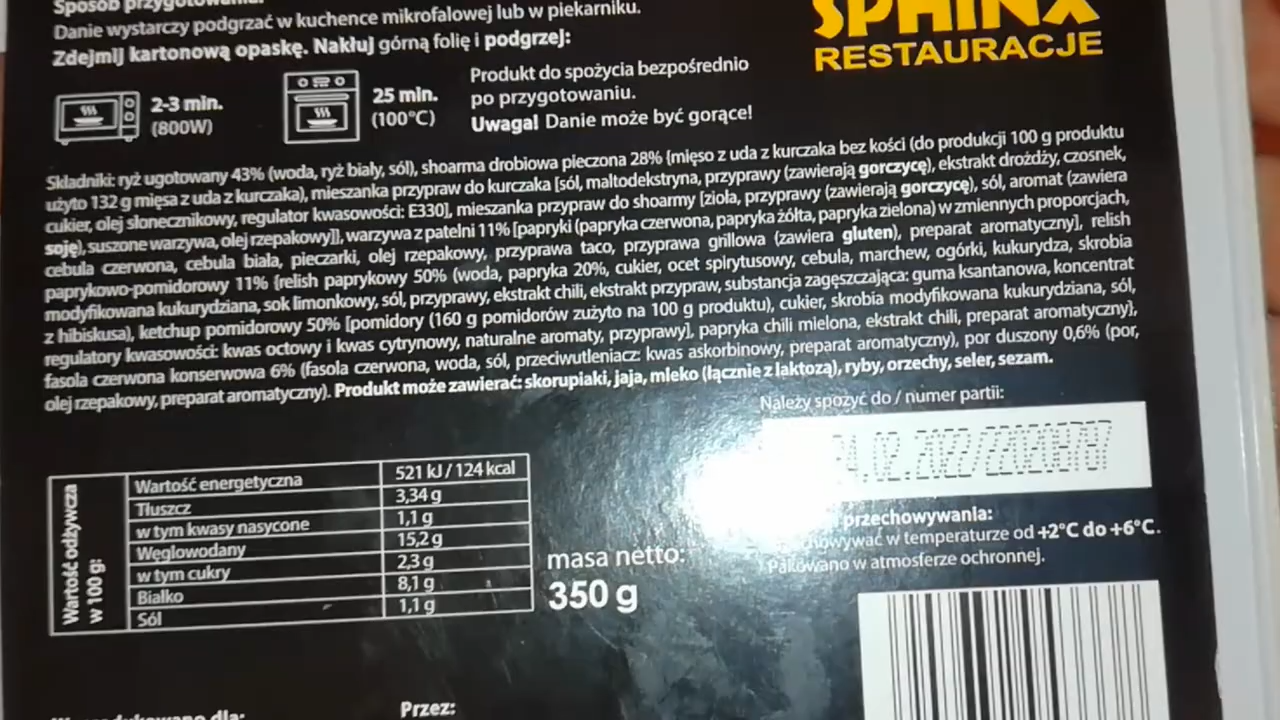 Sposób
Danie wystarczy podgrzać w kuchence mikrofalowej lub w piekarniku.
Zdejmij kartonową opaskę. Nakłuj górną folię i podgrzej:
2-3 min.
(800W)
25 min.
(100°C)
Produkt do spożycia bezpośrednio
po przygotowaniu.
Uwaga! Danie może być gorące!
SPHINX
RESTAURACJE
Składniki: ryż ugotowany 43% (woda, ryż biały, sól), shoarma drobiowa pieczona 28% {mięso z uda z kurczaka bez kości (do produkcji 100 g produktu
użyto 132 g mięsa z uda z kurczaka), mieszanka przypraw do kurczaka [sól, maltodekstryna, przyprawy (zawierają gorczycę), ekstrakt drożdży, czosnek,
cukier, olej słonecznikowy, regulator kwasowości: E330], mieszanka przypraw do shoarmy [zioła, przyprawy (zawierają gorczycę), sól, aromat (zawiera
soję), suszone warzywa, olej rzepakowy]}, warzywa z patelni 11% [papryki (papryka czerwona, papryka żółta, papryka zielona) w zmiennych proporcjach,
cebula czerwona, cebula biała, pieczarki, olej rzepakowy, przyprawa taco, przyprawa grillowa (zawiera gluten), preparat aromatyczny], relish
paprykowo-pomidorowy 11% {relish paprykowy 50% (woda, papryka 20%, cukier, ocet spirytusowy, cebula, marchew, ogórki, kukurydza, skrobia
modyfikowana kukurydziana, sok limonkowy, sól, przyprawy, ekstrakt chili, ekstrakt przypraw, substancja zagęszczająca: guma ksantanowa, koncentrat
z hibiskusa), ketchup pomidorowy 50% [pomidory (160 g pomidorów zużyto na 100 g produktu), cukier, skrobia modyfikowana kukurydziana, sól,
regulatory kwasowości: kwas octowy i kwas cytrynowy, naturalne aromaty, przyprawy], papryka chili mielona, ekstrakt chili, preparat aromatyczny},
fasola czerwona konserwowa 6% (fasola czerwona, woda, sól, przeciwutleniacz: kwas askorbinowy, preparat aromatyczny), por duszony 0,6% (por,
olej rzepakowy, preparat aromatyczny). Produkt może zawierać: skorupiaki, jaja, mleko (łącznie z laktozą), ryby, orzechy, seler, sezam.
Należy spożyć do / numer partii:
Wartość odżywcza
w 100 g:
Wartość energetyczna 521 kJ / 124 kcal
Tłuszcz 3,34 g
w tym kwasy nasycone 1,1 g
Węglowodany 15,2 g
w tym cukry 2,3 g
Białko 8,1 g
Sól 1,1 g
masa netto:
350 g
przechowywania:
w temperaturze od +2°C do +6°C.
Pakowano w atmosferze ochronnej.
dla:
Przez: